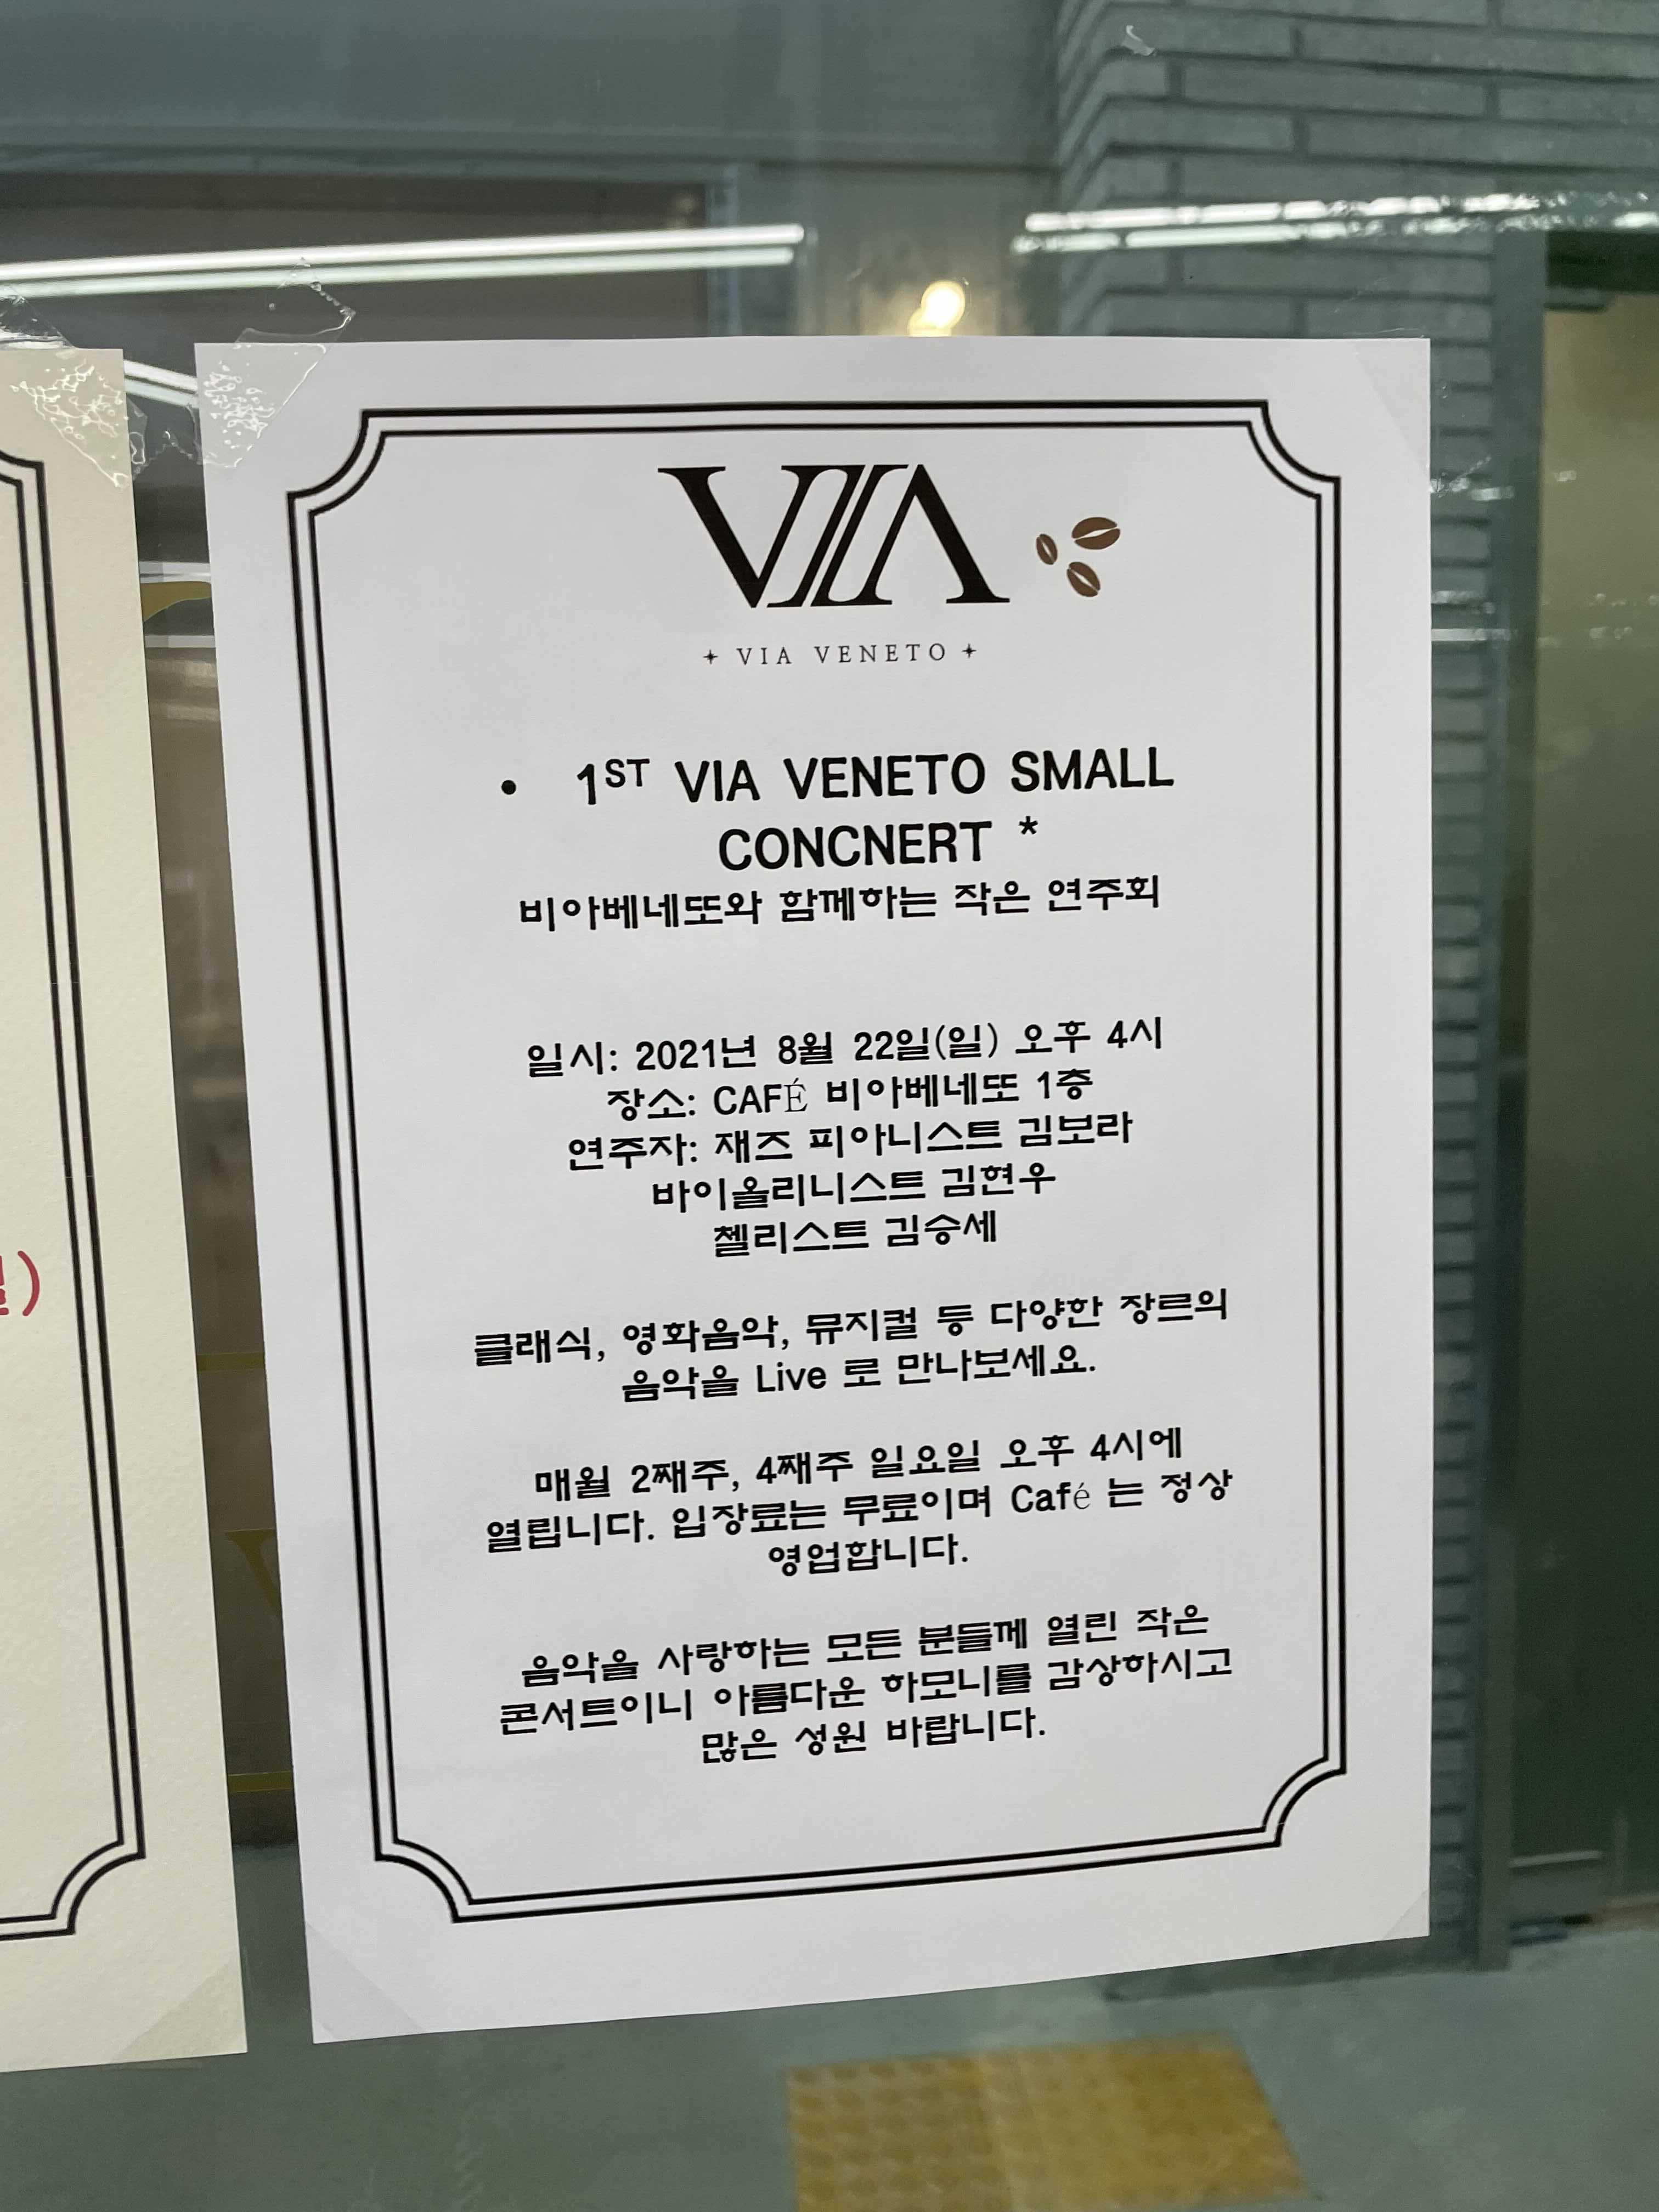 VIA
+ VIA VENETO +
• 1ST VIA VENETO SMALL
CONCNERT *
비아베네또와 함께하는 작은 연주회
일시: 2021년 8월 22일(일) 오후 4시
장소: CAFÉ 비아베네또 1층
연주자: 재즈 피아니스트 김보라
바이올리니스트 김현우
첼리스트 김승세
클래식, 영화음악, 뮤지컬 등 다양한 장르의
음악을 Live 로 만나보세요.
매월 2째주, 4째주 일요일 오후 4시에
열립니다. 입장료는 무료이며 Café 는 정상
영업합니다.
음악을 사랑하는 모든 분들께 열린 작은
콘서트이니 아름다운 하모니를 감상하시고
많은 성원 바랍니다.